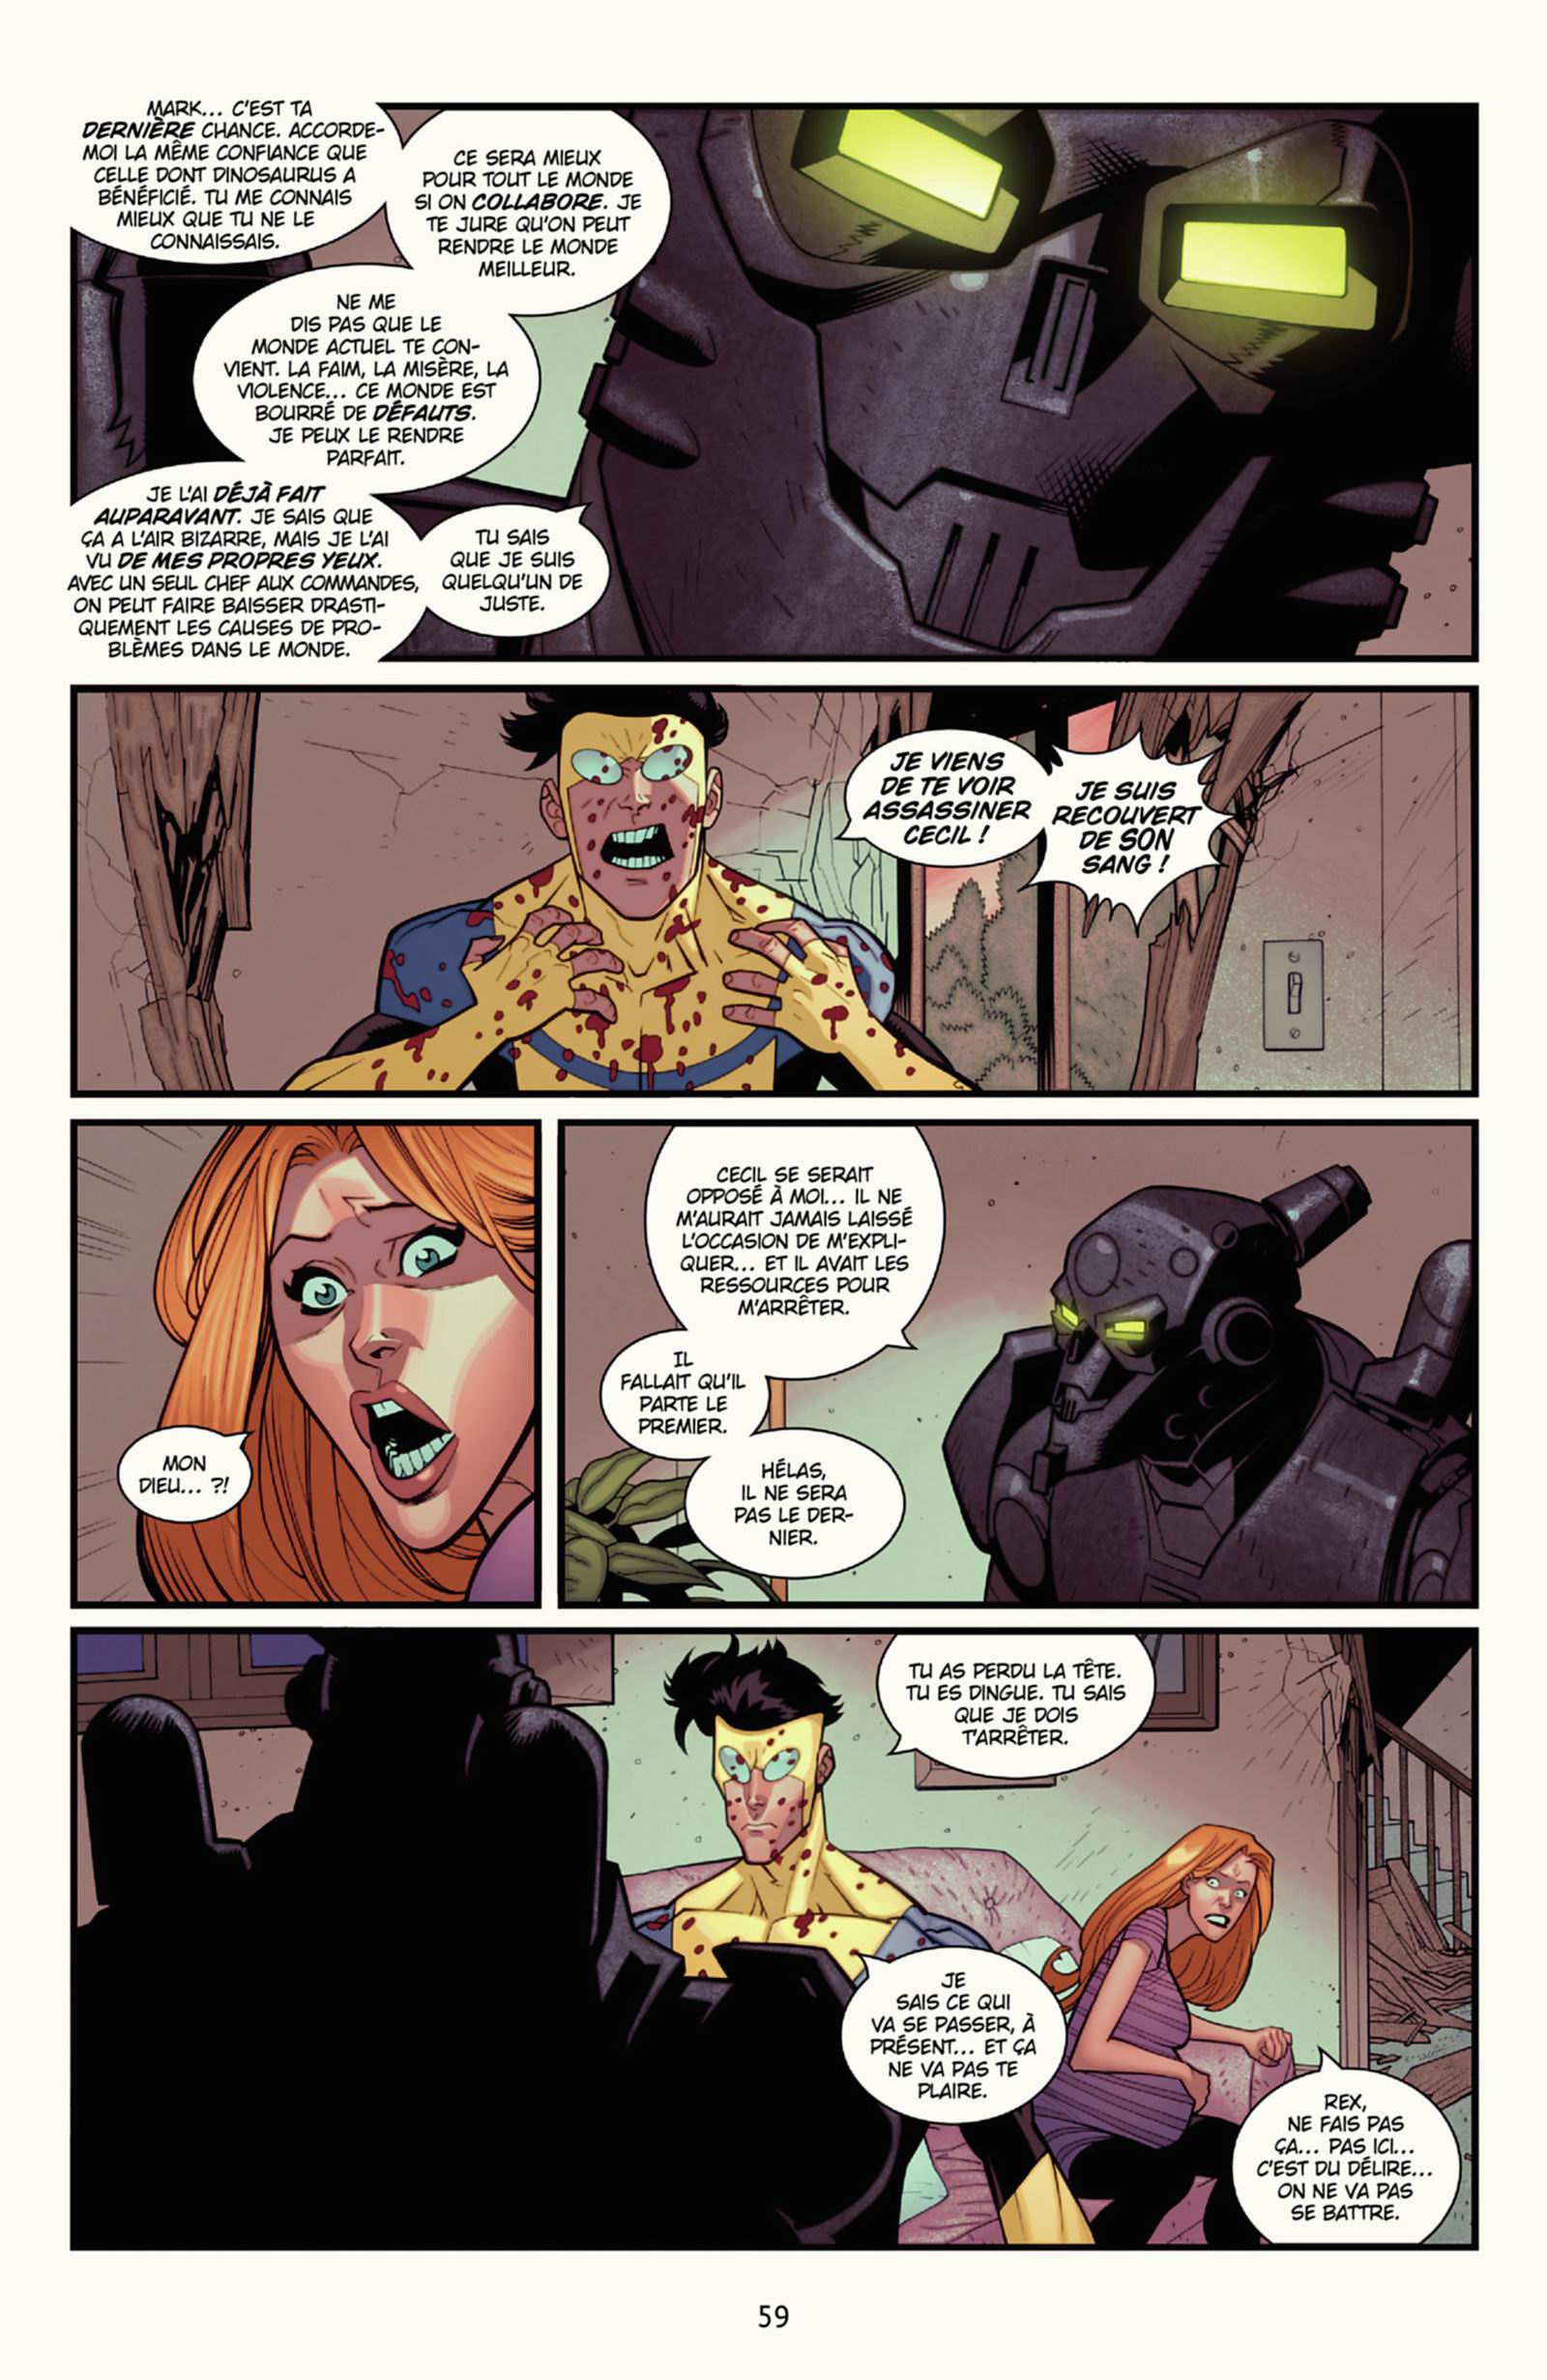 MARK... C'EST TA
DERNIÈRE CHANCE. ACCORDE-
MOI LA MÊME CONFIANCE QUE
CELLE DONT DINOSAURUS A
BÉNÉFICIÉ. TU ME CONNAIS
MIEUX QUE TU NE LE
CONNAISSAIS.
CE SERA MIEUX
POUR TOUT LE MONDE
SI ON COLLABORE. JE
TE JURE QU'ON PEUT
RENDRE LE MONDE
MEILLEUR.
NE ME
DIS PAS QUE LE
MONDE ACTUEL TE CON-
VIENT. LA FAIM, LA MISÈRE, LA
VIOLENCE... CE MONDE EST
BOURRÉ DE DÉFAUTS.
JE PEUX LE RENDRE
PARFAIT.
JE L'AI DÉJÀ FAIT
AUPARAVANT. JE SAIS QUE
ÇA A L'AIR BIZARRE, MAIS JE L'AI
VU DE MES PROPRES YEUX.
AVEC UN SEUL CHEF AUX COMMANDES,
ON PEUT FAIRE BAISSER DRASTI-
QUEMENT LES CAUSES DE PRO-
BLÈMES DANS LE MONDE.
TU SAIS
QUE JE SUIS
QUELQU'UN DE
JUSTE.
JE VIENS
DE TE VOIR
ASSASSINER
CECIL !
JE SUIS
RECOUVERT
DE SON
SANG !
MON
DIEU... ?!
CECIL SE SERAIT
OPPOSÉ À MOI... IL NE
M'AURAIT JAMAIS LAISSÉ
L'OCCASION DE M'EXPLI-
QUER... ET IL AVAIT LES
RESSOURCES POUR
M'ARRÊTER.
IL
FALLAIT QU'IL
PARTE LE
PREMIER.
HÉLAS,
IL NE SERA
PAS LE DER-
NIER.
TU AS PERDU LA TÊTE.
TU ES DINGUE. TU SAIS
QUE JE DOIS
T'ARRÊTER.
JE
SAIS CE QUI
VA SE PASSER, À
PRÉSENT... ET ÇA
NE VA PAS TE
PLAIRE.
REX,
NE FAIS PAS
ÇA... PAS ICI...
C'EST DU DÉLIRE...
ON NE VA PAS
SE BATTRE.
59